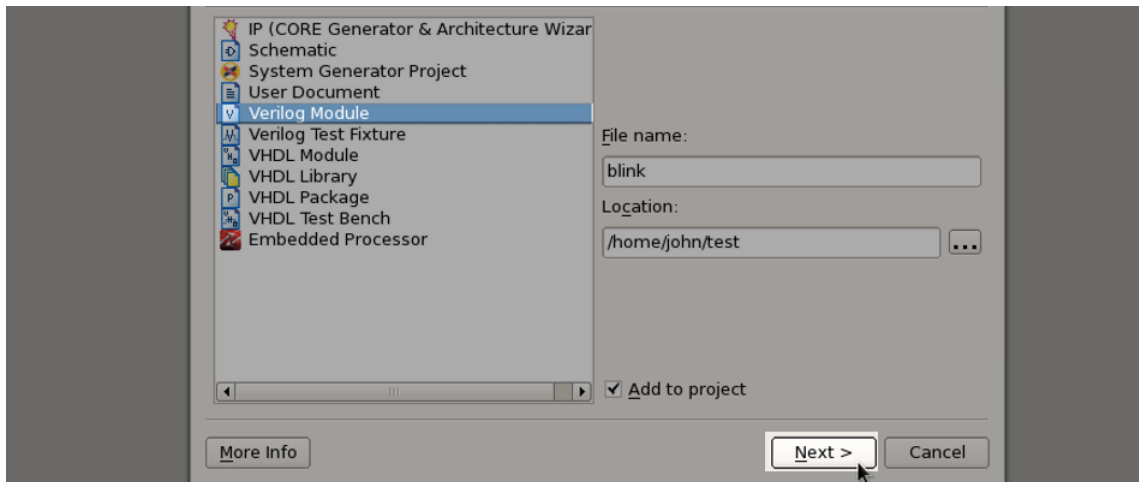 IP (CORE Generator & Architecture Wizar
Schematic
System Generator Project
User Document
Verilog Module
Verilog Test Fixture
VHDL Module
VHDL Library
VHDL Package
VHDL Test Bench
Embedded Processor
File name:
blink
Location:
/home/john/test
...
Add to project
More Info
Next >
Cancel